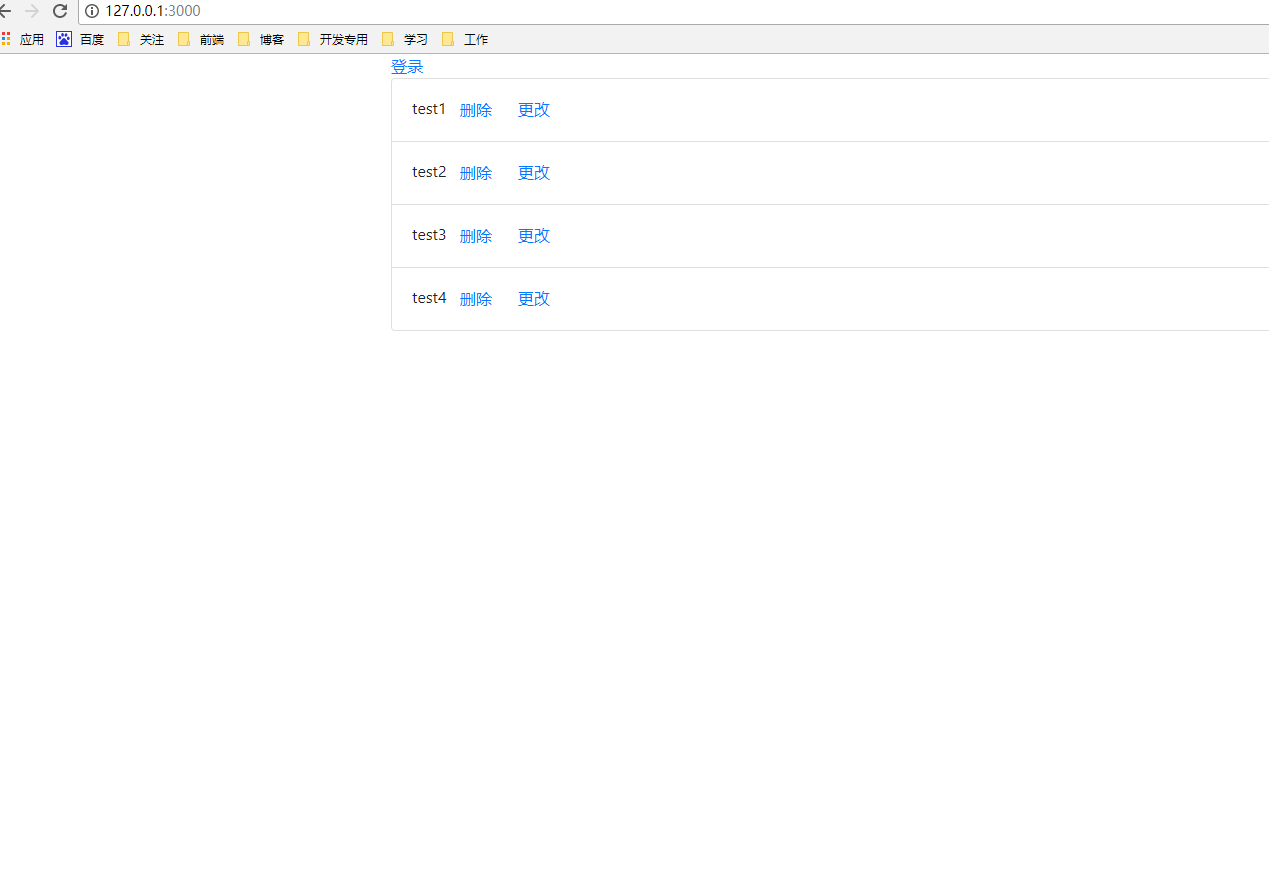 127.0.0.1:3000
应用 百度 关注 前端 博客 开发专用 学习 工作
登录
test1 删除 更改
test2 删除 更改
test3 删除 更改
test4 删除 更改